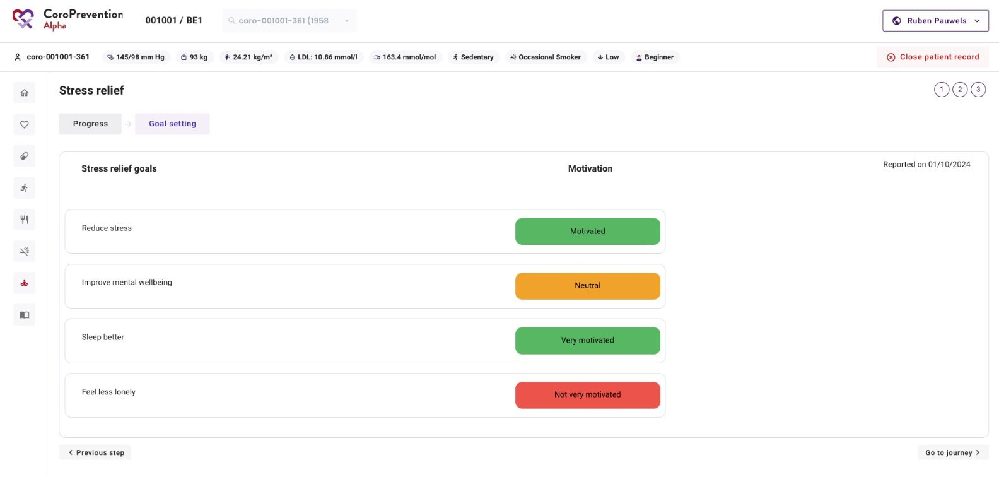 CoroPrevention
Alpha
001001 / BE1
coro-001001-361 (1958
Ruben Pauwels
coro-001001-361
145/98 mm Hg
93 kg
24.21 kg/m²
LDL: 10.86 mmol/l
163.4 mmol/mol
Sedentary
Occasional Smoker
Low
Beginner
Close patient record
Stress relief
1 2 3
Progress
Goal setting
Stress relief goals
Motivation
Reported on 01/10/2024
Reduce stress
Motivated
Improve mental wellbeing
Neutral
Sleep better
Very motivated
Feel less lonely
Not very motivated
Previous step
Go to journey